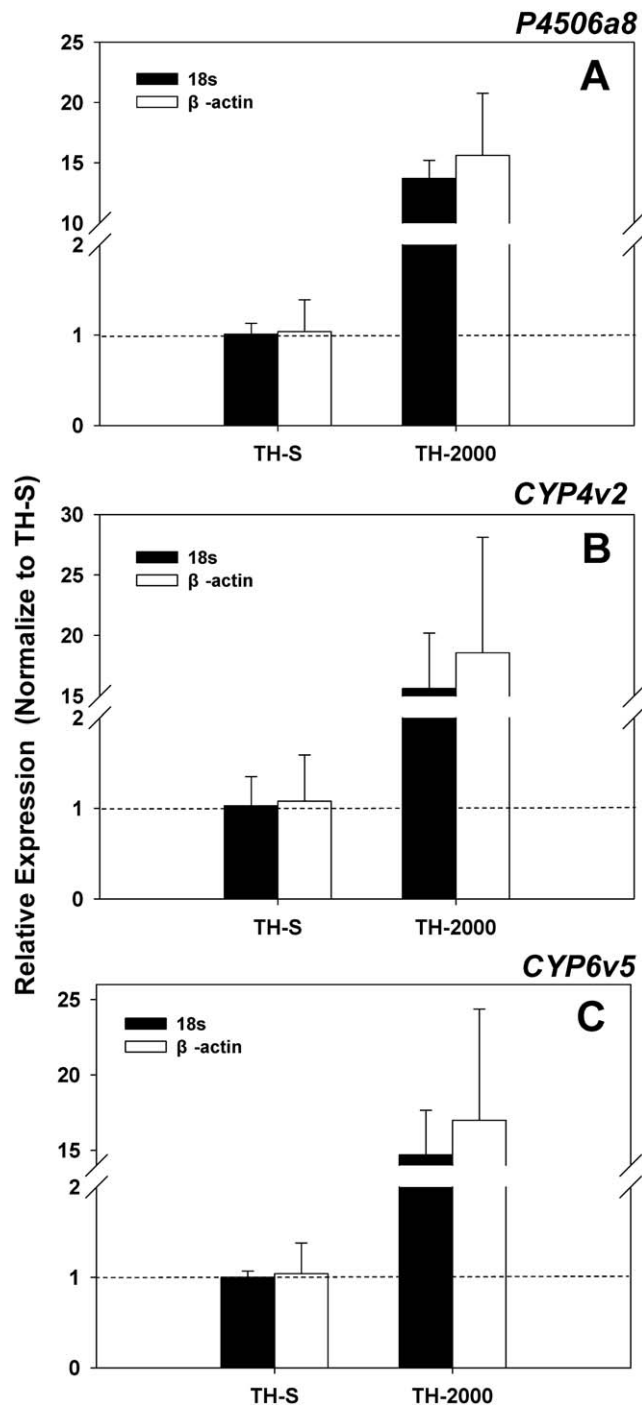 P4506a8
A
18s
β -actin
25
20
15
10
2
1
0
TH-S TH-2000
CYP4v2
B
18s
β -actin
30
25
20
15
2
1
0
TH-S TH-2000
CYP6v5
C
18s
β -actin
25
20
15
2
1
0
TH-S TH-2000
Relative Expression (Normalize to TH-S)